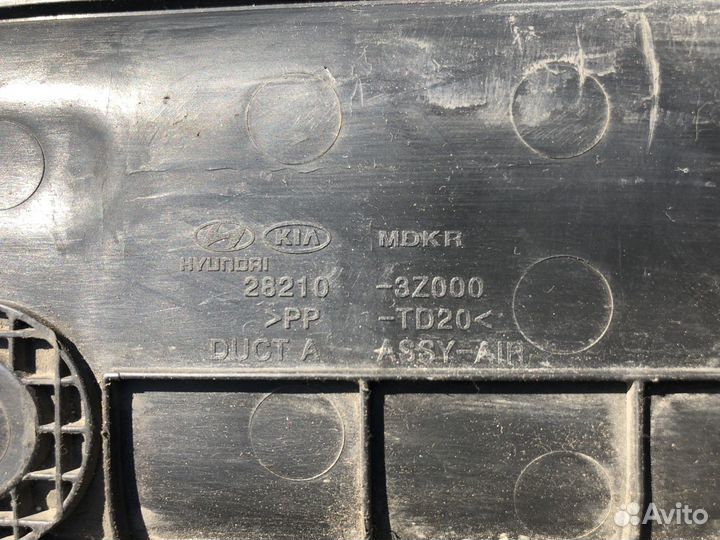 KIA MDKR
HYUNDAI
28210 -3Z000
>PP -TD20<
DUCT A ASSY-AIR
Avito